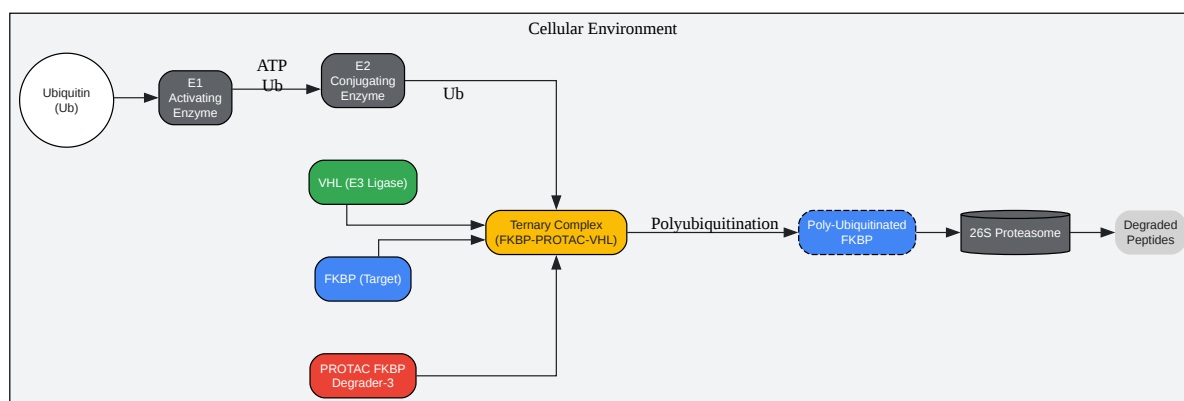 Cellular Environment
Ubiquitin
(Ub)
E1
Activating
Enzyme
ATP
Ub
E2
Conjugating
Enzyme
Ub
VHL (E3 Ligase)
FKBP (Target)
PROTAC FKBP
Degrader-3
Ternary Complex
(FKBP-PROTAC-VHL)
Polyubiquitination
Poly-Ubiquitinated
FKBP
26S Proteasome
Degraded
Peptides